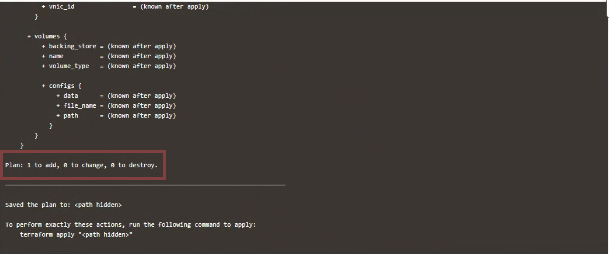 + vnic_id = (known after apply)
}
+ volumes {
+ backing_store = (known after apply)
+ name = (known after apply)
+ volume_type = (known after apply)
+ configs {
+ data = (known after apply)
+ file_name = (known after apply)
+ path = (known after apply)
}
}
}
Plan: 1 to add, 0 to change, 0 to destroy.
Saved the plan to: <path hidden>
To perform exactly these actions, run the following command to apply:
terraform apply "<path hidden>"